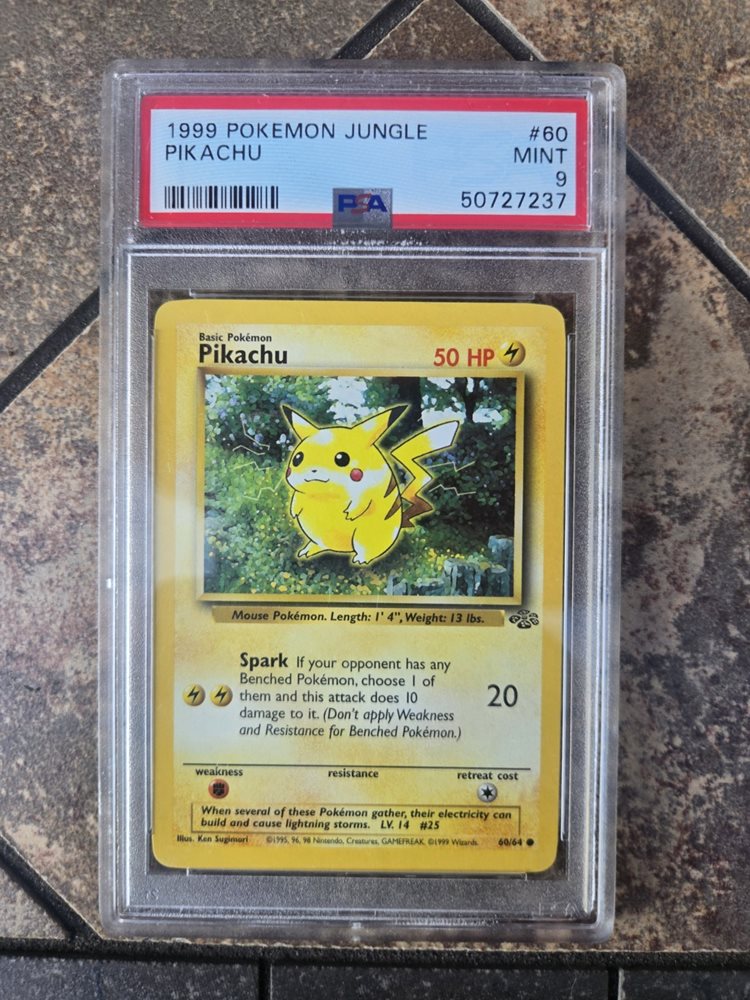 1999 POKEMON JUNGLE #60
PIKACHU MINT
9
PSA 50727237
Basic Pokémon
Pikachu 50 HP
Mouse Pokémon. Length: 1' 4", Weight: 13 lbs.
Spark If your opponent has any
Benched Pokémon, choose 1 of
them and this attack does 10
damage to it. (Don't apply Weakness
and Resistance for Benched Pokémon.)
20
weakness resistance retreat cost
When several of these Pokémon gather, their electricity can
build and cause lightning storms. LV. 14 #25
Illus. Ken Sugimori ©1995, 96, 98 Nintendo, Creatures, GAMEFREAK. ©1999 Wizards. 60/64